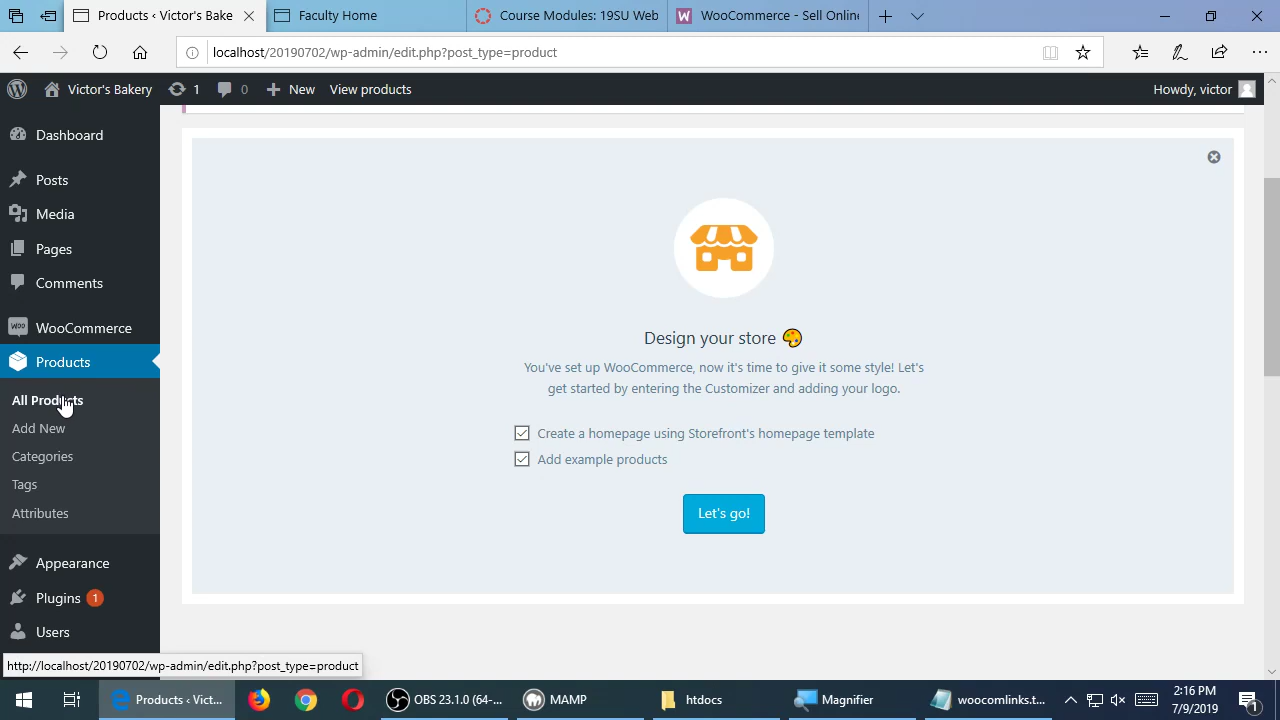 Products ‹ Victor's Bake
Faculty Home
Course Modules: 19SU Web
WooCommerce - Sell Online
localhost/20190702/wp-admin/edit.php?post_type=product
Victor's Bakery
1
0
New
View products
Howdy, victor
Dashboard
Posts
Media
Pages
Comments
Woo
WooCommerce
Products
All Products
Add New
Categories
Tags
Attributes
Appearance
Plugins 1
Users
Design your store
You've set up WooCommerce, now it's time to give it some style! Let's
get started by entering the Customizer and adding your logo.
Create a homepage using Storefront's homepage template
Add example products
Let's go!
http://localhost/20190702/wp-admin/edit.php?post_type=product
Products ‹ Vict...
OBS 23.1.0 (64-...
MAMP
htdocs
Magnifier
woocomlinks.t...
2:16 PM
7/9/2019
1